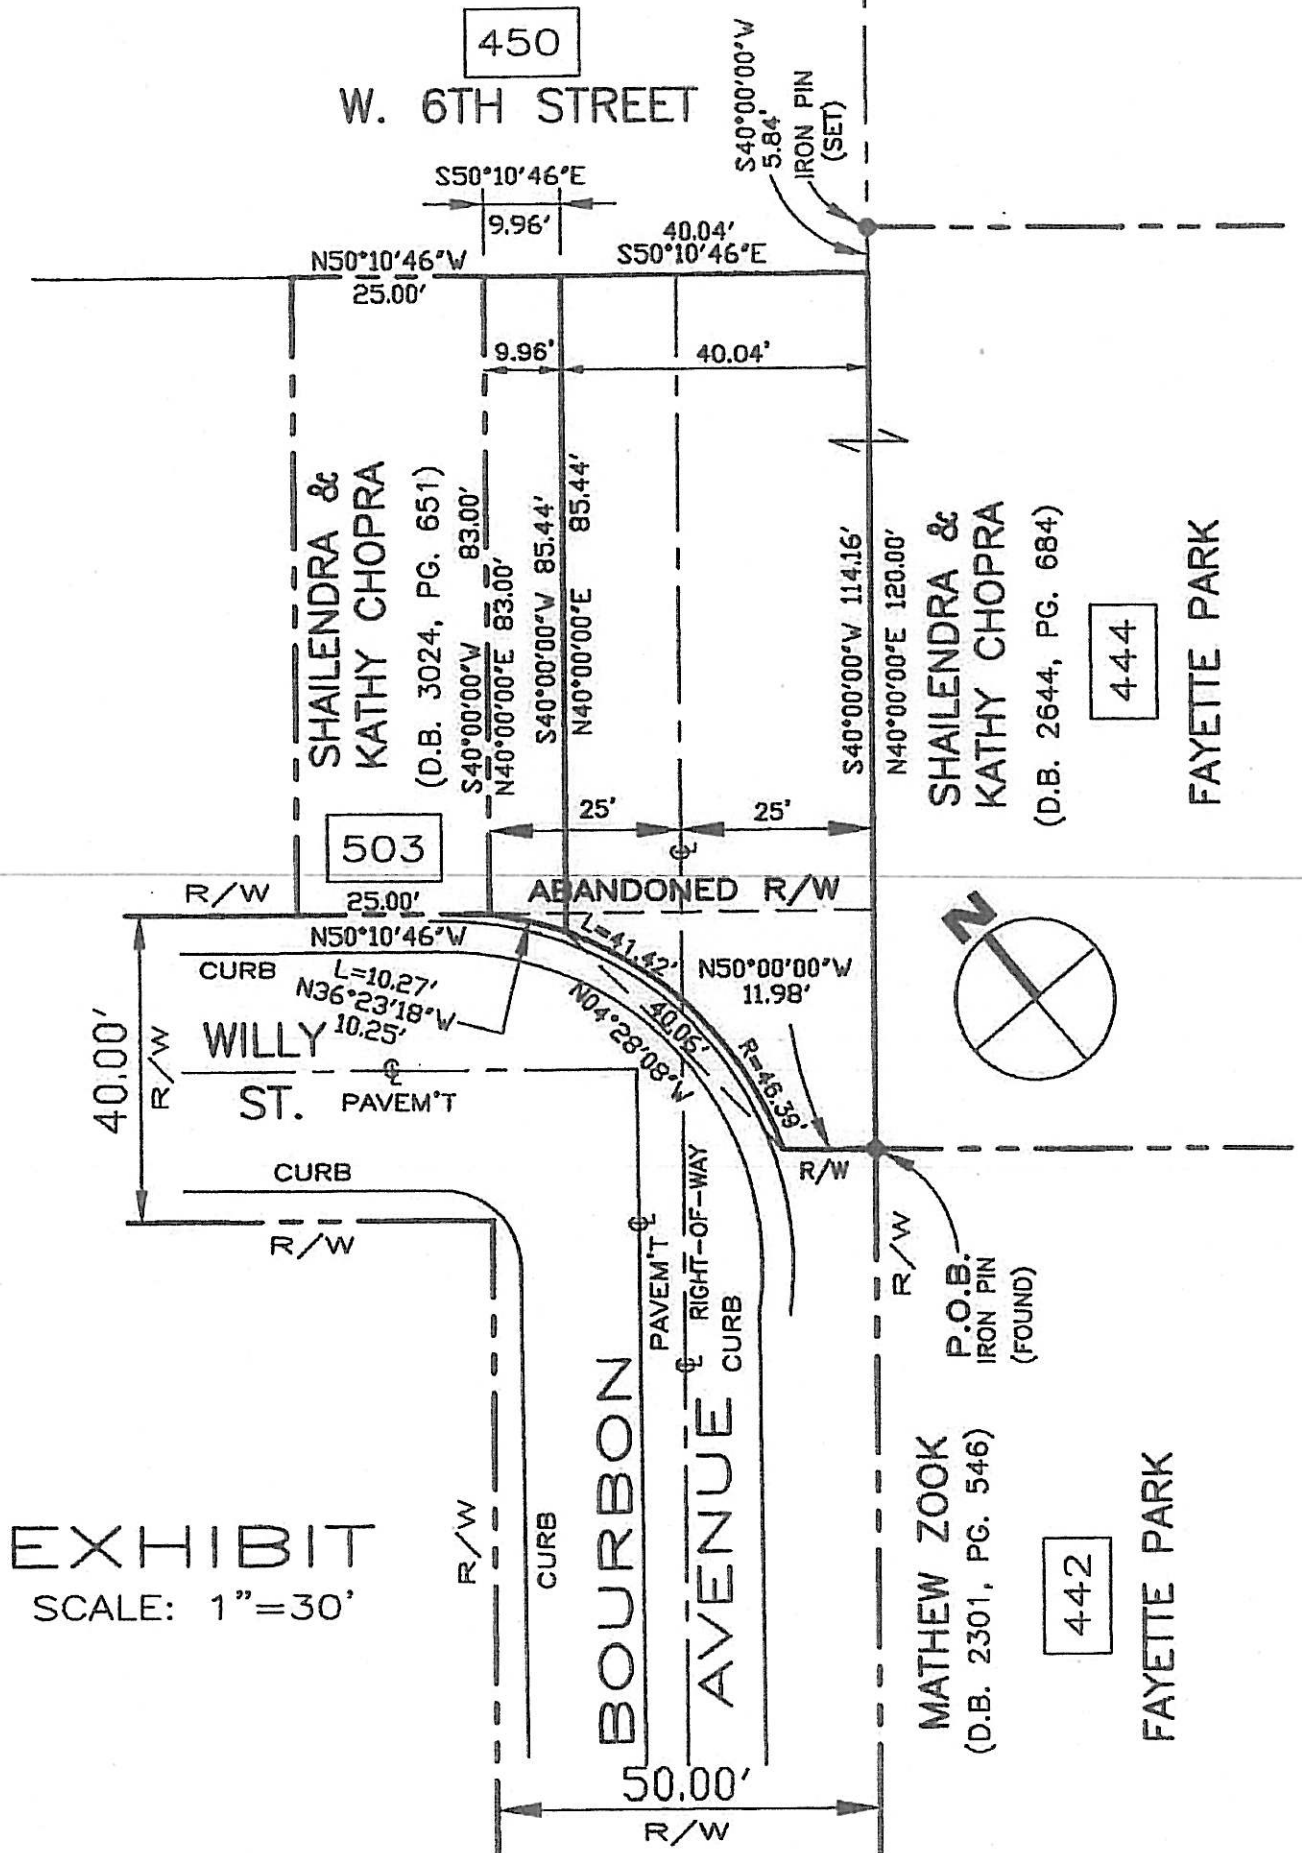 450
W. 6TH STREET
S40°00'00"W
5.84'
IRON PIN
(SET)
S50°10'46"E
9.96'
40.04'
S50°10'46"E
N50°10'46"W
25.00'
9.96'
40.04'
SHAILENDRA &
KATHY CHOPRA
(D.B. 3024, PG. 651)
S40°00'00"W 83.00'
N40°00'00"E 83.00'
S40°00'00"W 85.44'
N40°00'00"E 85.44'
S40°00'00"W 114.16'
N40°00'00"E 120.00'
SHAILENDRA &
KATHY CHOPRA
(D.B. 2644, PG. 684)
444
FAYETTE PARK
25'
25'
503
R/W
25.00'
ABANDONED R/W
N50°10'46"W
CURB
L=10.27'
N36°23'18"W
10.25'
L=41.42'
N04°28'08"W
40.06'
R=46.39'
N50°00'00"W
11.98'
N
40.00'
R/W
WILLY
ST.
PAVEM'T
CURB
R/W
R/W
R/W
P.O.B.
IRON PIN
(FOUND)
PAVEM'T
RIGHT-OF-WAY
CURB
BOURBON
AVENUE
R/W
CURB
EXHIBIT
SCALE: 1"=30'
MATHEW ZOOK
(D.B. 2301, PG. 546)
442
FAYETTE PARK
50.00'
R/W